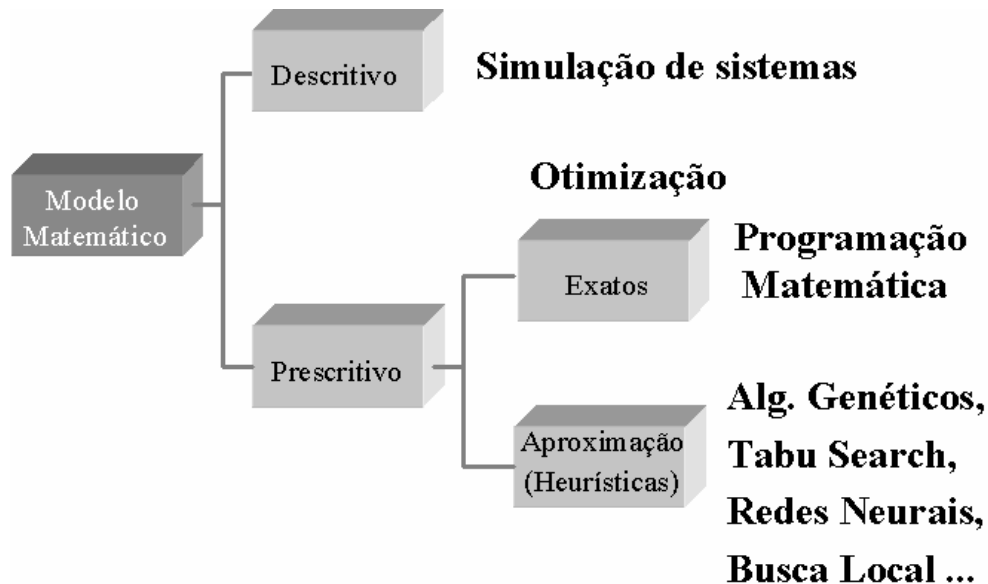 Descritivo
Simulação de sistemas
Modelo
Matemático
Otimização
Exatos
Programação
Matemática
Prescritivo
Aproximação
(Heurísticas)
Alg. Genéticos,
Tabu Search,
Redes Neurais,
Busca Local ...